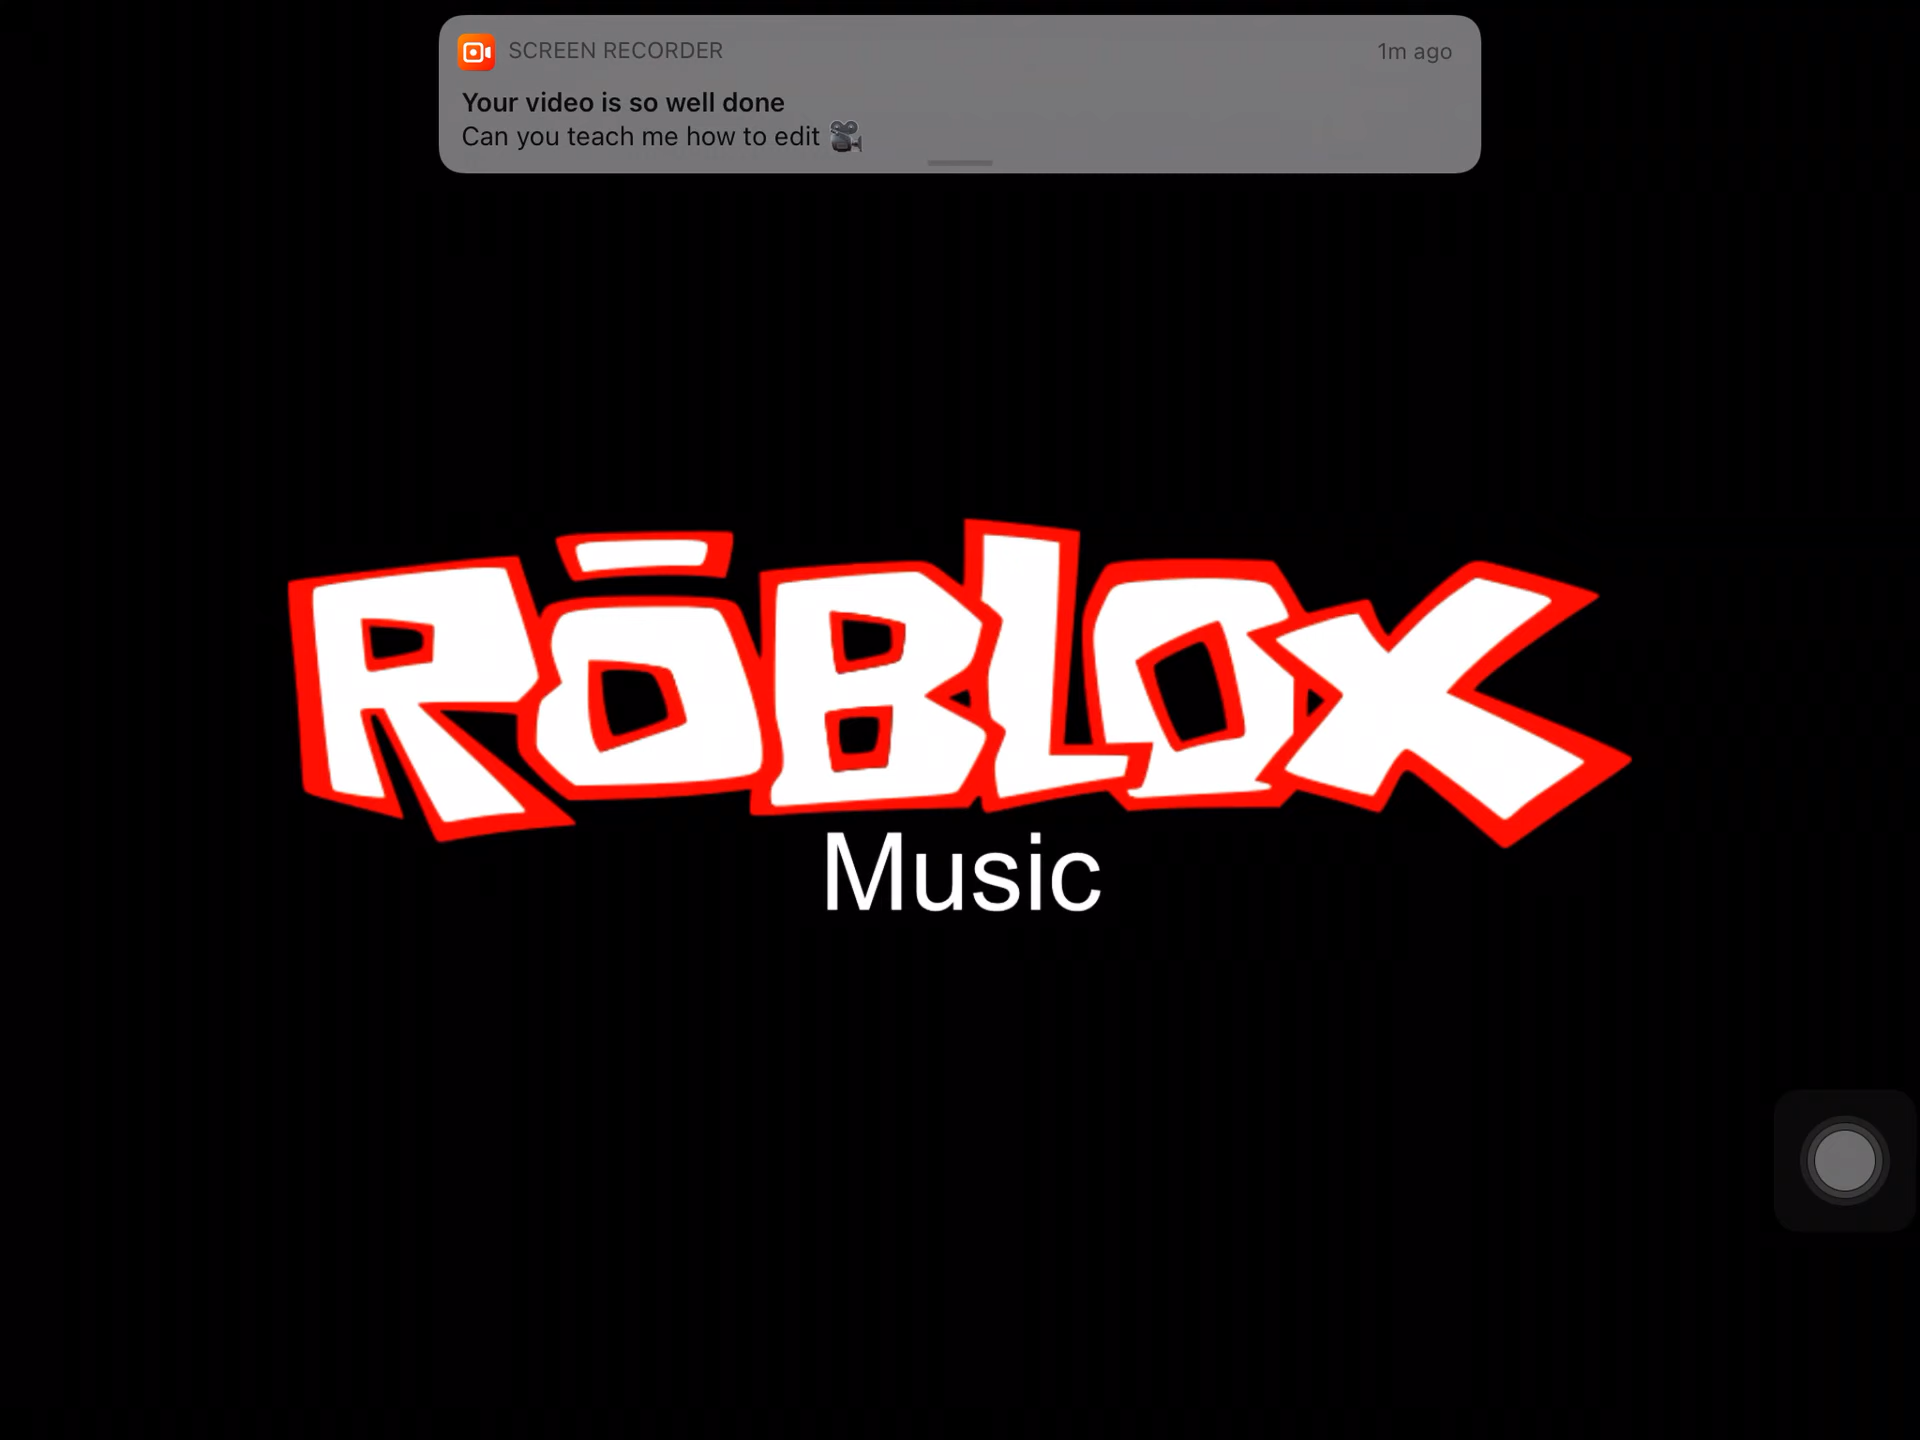 SCREEN RECORDER
1m ago
Your video is so well done
Can you teach me how to edit 🎥
RōBlox
Music